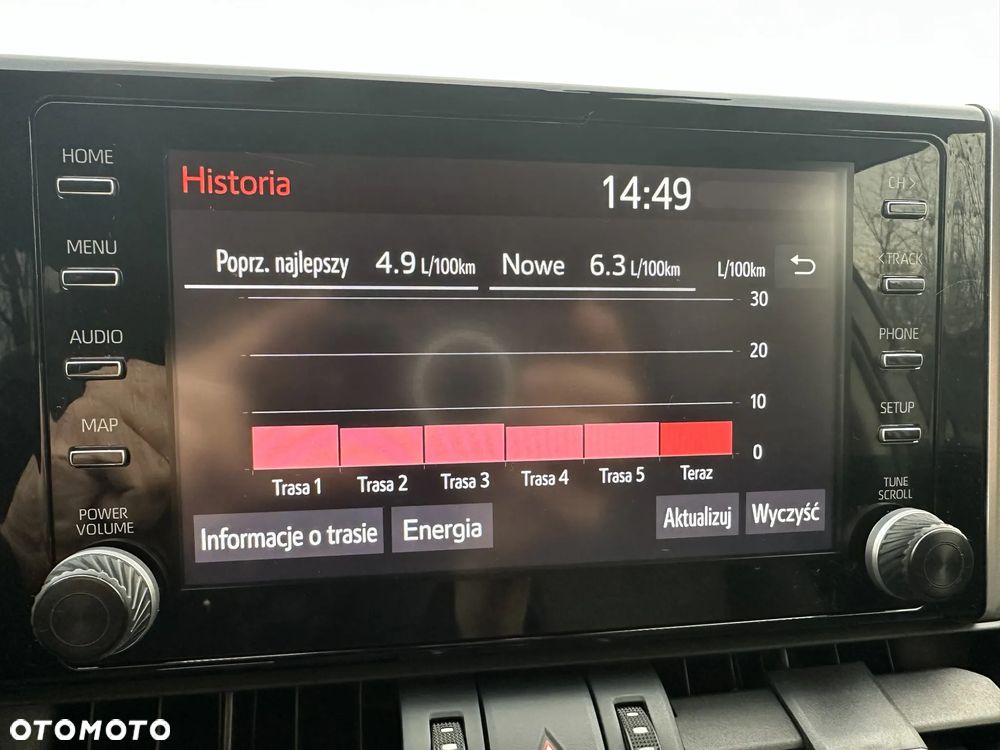 HOME
MENU
AUDIO
MAP
POWER
VOLUME
Historia
14:49
Poprz. najlepszy 4.9 L/100km Nowe 6.3 L/100km L/100km
30
20
10
0
Trasa 1 Trasa 2 Trasa 3 Trasa 4 Trasa 5 Teraz
Informacje o trasie Energia Aktualizuj Wyczyść
CH >
< TRACK
PHONE
SETUP
TUNE
SCROLL
OTOMOTO